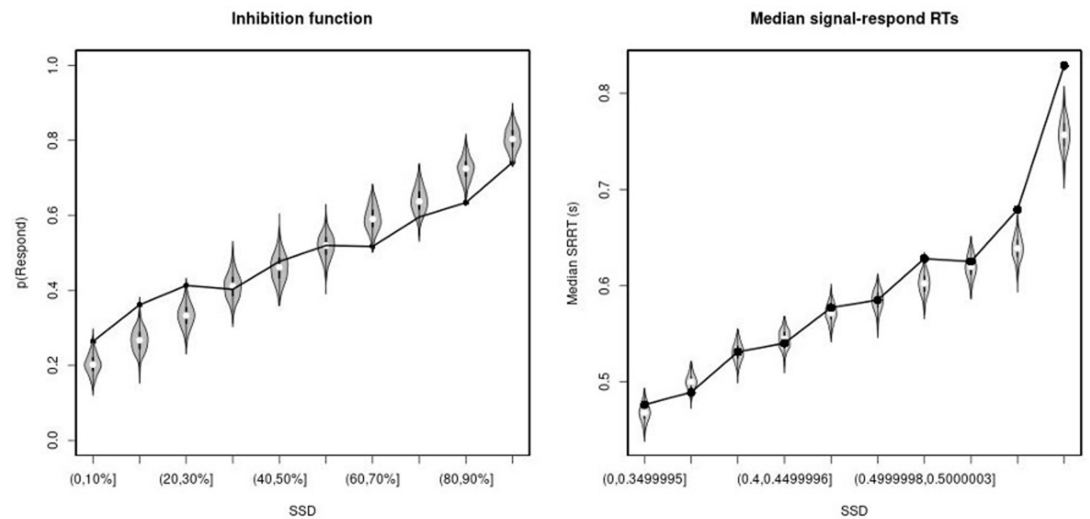 Inhibition function
p(Respond)
1.0
0.8
0.6
0.4
0.2
0.0
(0,10%] (20,30%] (40,50%] (60,70%] (80,90%]
SSD
Median signal-respond RTs
Median SRRT (s)
0.8
0.7
0.6
0.5
(0,0.3499995] (0.4,0.4499996] (0.4999998,0.5000003]
SSD